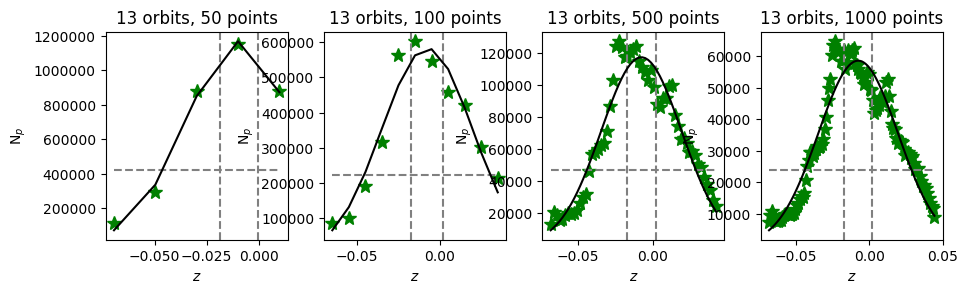 13 orbits, 50 points
1200000
1000000
800000
600000
400000
200000
N_p
−0.050
−0.025
0.000
z
13 orbits, 100 points
600000
500000
400000
300000
200000
100000
N_p
−0.05
0.00
z
13 orbits, 500 points
120000
100000
80000
60000
40000
20000
N_p
−0.05
0.00
z
13 orbits, 1000 points
60000
50000
40000
30000
20000
10000
N_p
−0.05
0.00
0.05
z